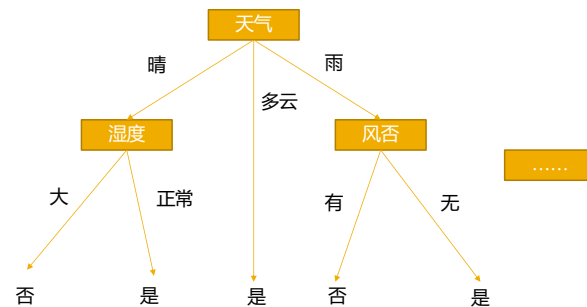 天气
晴
雨
多云
湿度
风否
……
大
正常
有
无
否
是
是
否
是